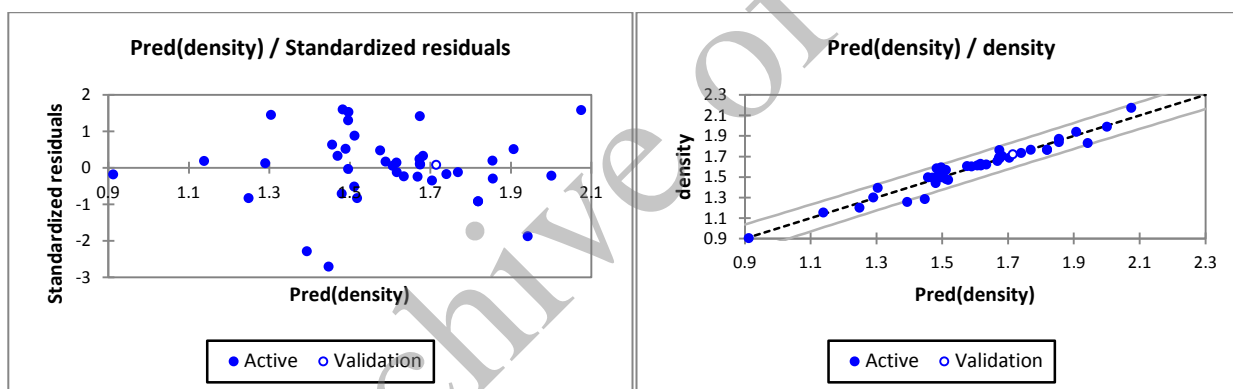 Pred(density) / Standardized residuals
Standardized residuals
2
1
0
-1
-2
-3
0.9 1.1 1.3 1.5 1.7 1.9 2.1
Pred(density)
Active Validation
Pred(density) / density
density
2.3
2.1
1.9
1.7
1.5
1.3
1.1
0.9
0.9 1.1 1.3 1.5 1.7 1.9 2.1 2.3
Pred(density)
Active Validation
chive of